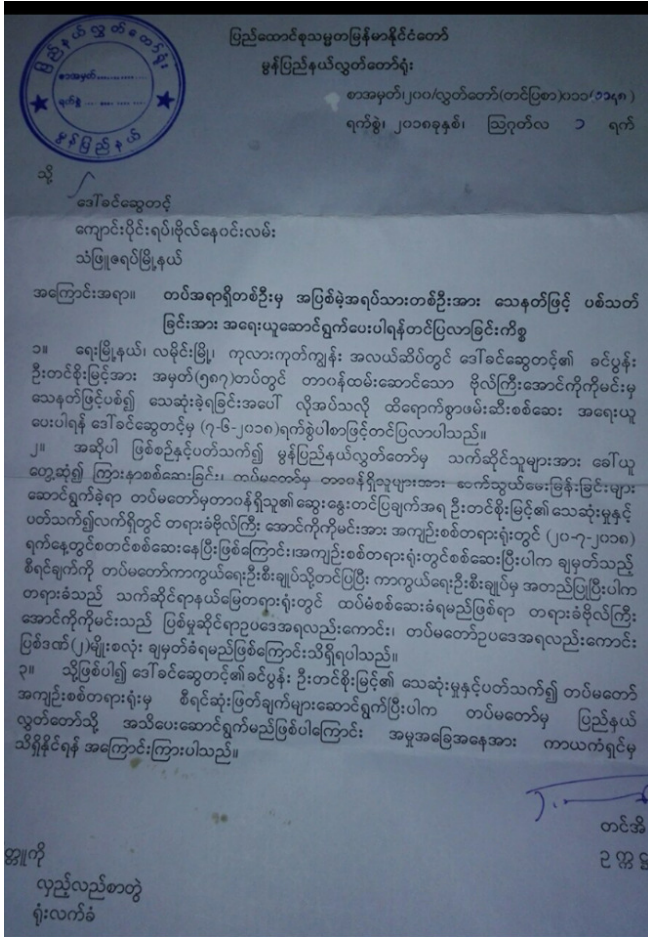 မွန်ပြည်နယ်လွှတ်တော်ရုံး
စာအမှတ်
ရက်စွဲ
ပြည်ထောင်စုသမ္မတမြန်မာနိုင်ငံတော်
မွန်ပြည်နယ်လွှတ်တော်ရုံး
စာအမှတ်၊၂၀၀/လွှတ်တော်(တင်ပြစာ)၀၁၁
ရက်စွဲ၊ ၂၀၁၈ခုနှစ်၊ ဩဂုတ်လ ၁ ရက်
သို့
ဒေါ်ခင်ဆွေတင့်
ကျောင်းပိုင်းရပ်၊ဗိုလ်နေဝင်းလမ်း
သံဖြူဇရပ်မြို့နယ်
အကြောင်းအရာ။ တပ်အရာရှိတစ်ဦးမှ အပြစ်မဲ့အရပ်သားတစ်ဦးအား သေနတ်ဖြင့် ပစ်သတ်
ခြင်းအား အရေးယူဆောင်ရွက်ပေးပါရန်တင်ပြလာခြင်းကိစ္စ
၁။ ရေးမြို့နယ်၊ လမိုင်းမြို့၊ ကုလားကုတ်ကျွန်း အလယ်ဆိပ်တွင် ဒေါ်ခင်ဆွေတင့်၏ ခင်ပွန်း
ဦးတင်စိုးမြင့်အား အမှတ်(၅၈၇)တပ်တွင် တာဝန်ထမ်းဆောင်သော ဗိုလ်ကြီးအောင်ကိုကိုမင်းမှ
သေနတ်ဖြင့်ပစ်၍ သေဆုံးခဲ့ရခြင်းအပေါ် လိုအပ်သလို ထိရောက်စွာဖမ်းဆီးစစ်ဆေး အရေးယူ
ပေးပါရန် ဒေါ်ခင်ဆွေတင့်မှ (၇-၆-၂၀၁၈)ရက်စွဲပါစာဖြင့်တင်ပြလာပါသည်။
၂။ အဆိုပါ ဖြစ်စဉ်နှင့်ပတ်သက်၍ မွန်ပြည်နယ်လွှတ်တော်မှ သက်ဆိုင်သူများအား ခေါ်ယူ
တွေ့ဆုံ၍ ကြားနာစစ်ဆေးခြင်း၊ တပ်မတော်မှ တာဝန်ရှိသူများအား ဆက်သွယ်မေးမြန်းခြင်းများ
ဆောင်ရွက်ခဲ့ရာ တပ်မတော်မှတာဝန်ရှိသူ၏ဆွေးနွေးတင်ပြချက်အရ ဦးတင်စိုးမြင့်၏သေဆုံးမှုနှင့်
ပတ်သက်၍လက်ရှိတွင် တရားခံဗိုလ်ကြီး အောင်ကိုကိုမင်းအား အကျဉ်းစစ်တရားရုံးတွင် (၂၀-၇-၂၀၁၈)
ရက်နေ့တွင်စတင်စစ်ဆေးနေပြီးဖြစ်ကြောင်း၊အကျဉ်းစစ်တရားရုံးတွင်စစ်ဆေးပြီးပါက ချမှတ်သည့်
စီရင်ချက်ကို တပ်မတော်ကာကွယ်ရေးဦးစီးချုပ်သို့တင်ပြပြီး ကာကွယ်ရေးဦးစီးချုပ်မှ အတည်ပြုပြီးပါက
တရားခံသည် သက်ဆိုင်ရာနယ်မြေတရားရုံးတွင် ထပ်မံစစ်ဆေးခံရမည်ဖြစ်ရာ တရားခံဗိုလ်ကြီး
အောင်ကိုကိုမင်းသည် ပြစ်မှုဆိုင်ရာဥပဒေအရလည်းကောင်း၊ တပ်မတော်ဥပဒေအရလည်းကောင်း
ပြစ်ဒဏ်(၂)မျိုးစလုံး ချမှတ်ခံရမည်ဖြစ်ကြောင်းသိရှိရပါသည်။
၃။ သို့ဖြစ်ပါ၍ ဒေါ်ခင်ဆွေတင့်၏ခင်ပွန်း ဦးတင်စိုးမြင့်၏ သေဆုံးမှုနှင့်ပတ်သက်၍ တပ်မတော်
အကျဉ်းစစ်တရားရုံးမှ စီရင်ဆုံးဖြတ်ချက်များဆောင်ရွက်ပြီးပါက တပ်မတော်မှ ပြည်နယ်
လွှတ်တော်သို့ အသိပေးဆောင်ရွက်မည်ဖြစ်ပါကြောင်း အမှုအခြေအနေအား ကာယကံရှင်မှ
သိရှိနိုင်ရန် အကြောင်းကြားပါသည်။
တင်အိ
ဥက္ကဋ္ဌ
တ္တူကို
လှည့်လည်စာတွဲ
ရုံးလက်ခံ